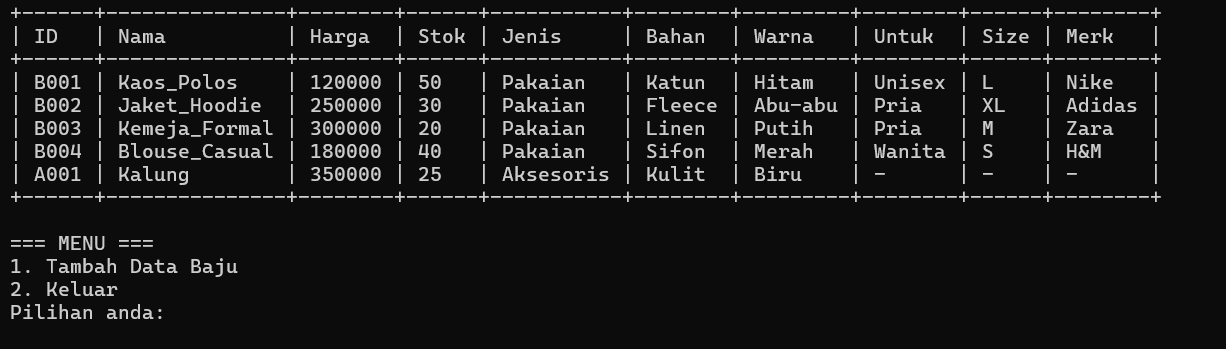 +------+---------------+--------+------+-----------+--------+---------+--------+------+--------+
| ID   | Nama          | Harga  | Stok | Jenis     | Bahan  | Warna   | Untuk  | Size | Merk   |
+------+---------------+--------+------+-----------+--------+---------+--------+------+--------+
| B001 | Kaos_Polos    | 120000 | 50   | Pakaian   | Katun  | Hitam   | Unisex | L    | Nike   |
| B002 | Jaket_Hoodie  | 250000 | 30   | Pakaian   | Fleece | Abu-abu | Pria   | XL   | Adidas |
| B003 | Kemeja_Formal | 300000 | 20   | Pakaian   | Linen  | Putih   | Pria   | M    | Zara   |
| B004 | Blouse_Casual | 180000 | 40   | Pakaian   | Sifon  | Merah   | Wanita | S    | H&M    |
| A001 | Kalung        | 350000 | 25   | Aksesoris | Kulit  | Biru    | -      | -    | -      |
+------+---------------+--------+------+-----------+--------+---------+--------+------+--------+
=== MENU ===
1. Tambah Data Baju
2. Keluar
Pilihan anda: